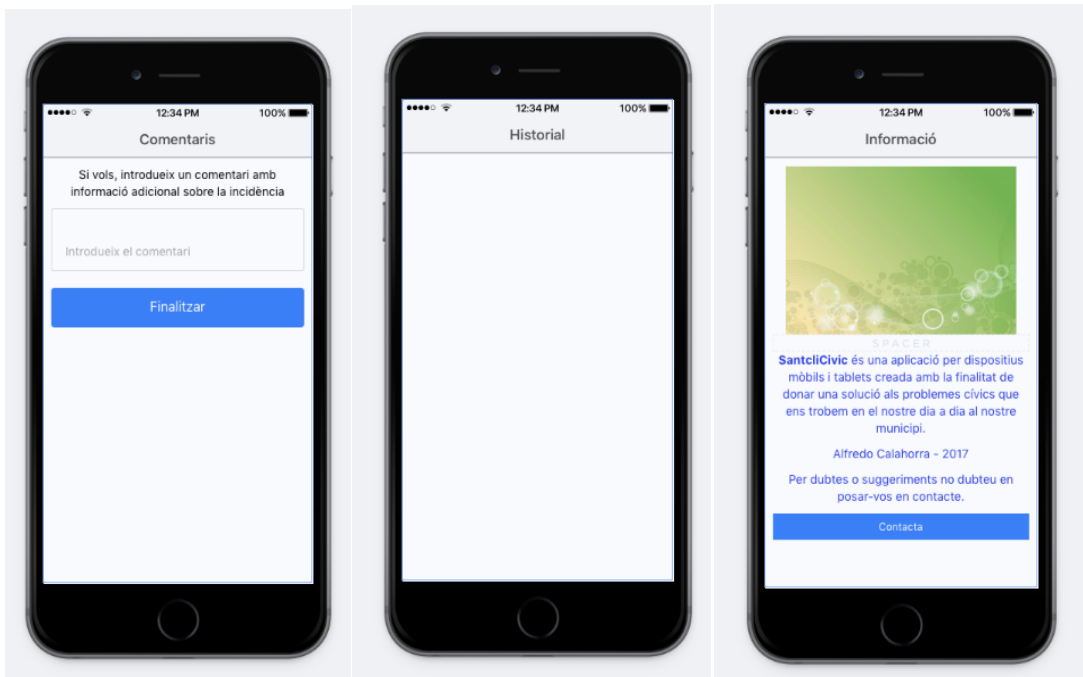 12:34 PM 100%
Comentaris
Si vols, introdueix un comentari amb
informació adicional sobre la incidència
Introdueix el comentari
Finalitzar
12:34 PM 100%
Historial
12:34 PM 100%
Informació
SPACER
SantcliCivic és una aplicació per dispositius
mòbils i tablets creada amb la finalitat de
donar una solució als problemes cívics que
ens trobem en el nostre dia a dia al nostre
municipi.
Alfredo Calahorra - 2017
Per dubtes o suggeriments no dubteu en
posar-vos en contacte.
Contacta